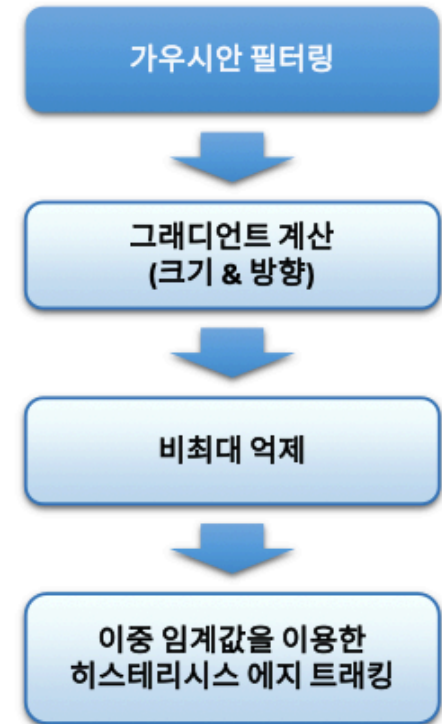 가우시안 필터링
그래디언트 계산
(크기 & 방향)
비최대 억제
이중 임계값을 이용한
히스테리시스 에지 트래킹